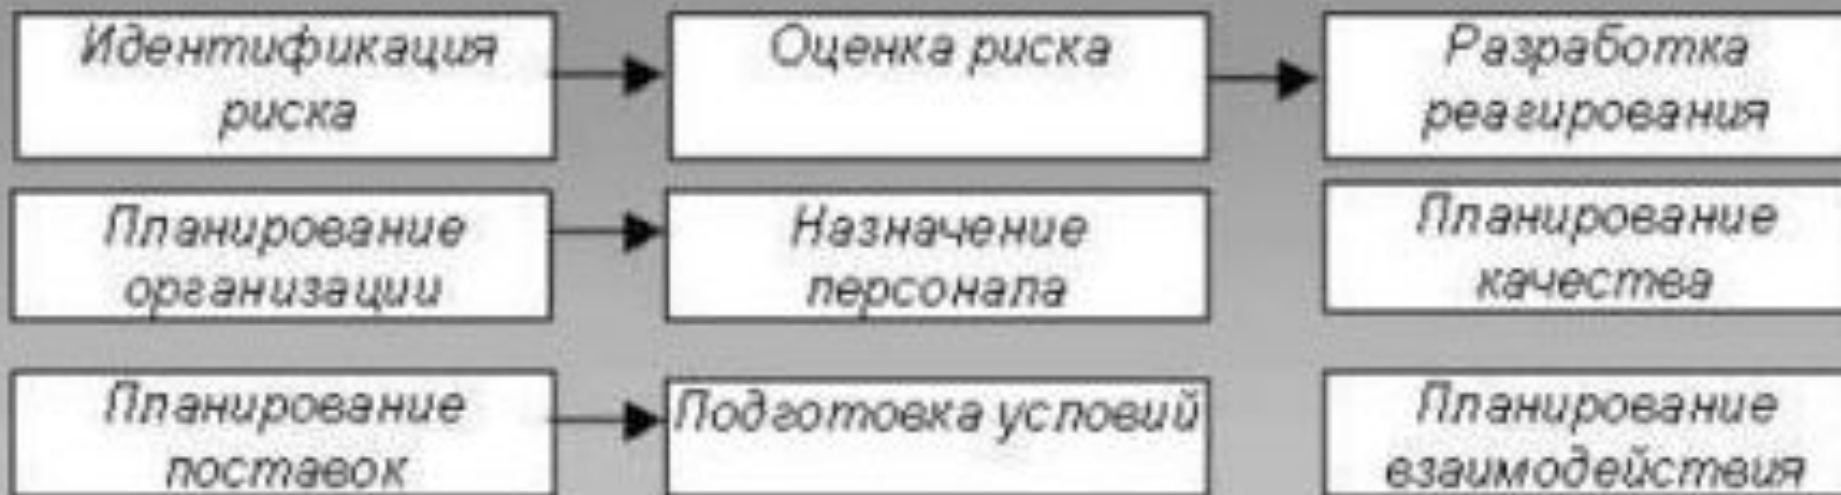 Идентификация
риска
Оценка риска
Разработка
реагирования
Планирование
организации
Назначение
персонала
Планирование
качества
Планирование
поставок
Подготовка условий
Планирование
взаимодействия